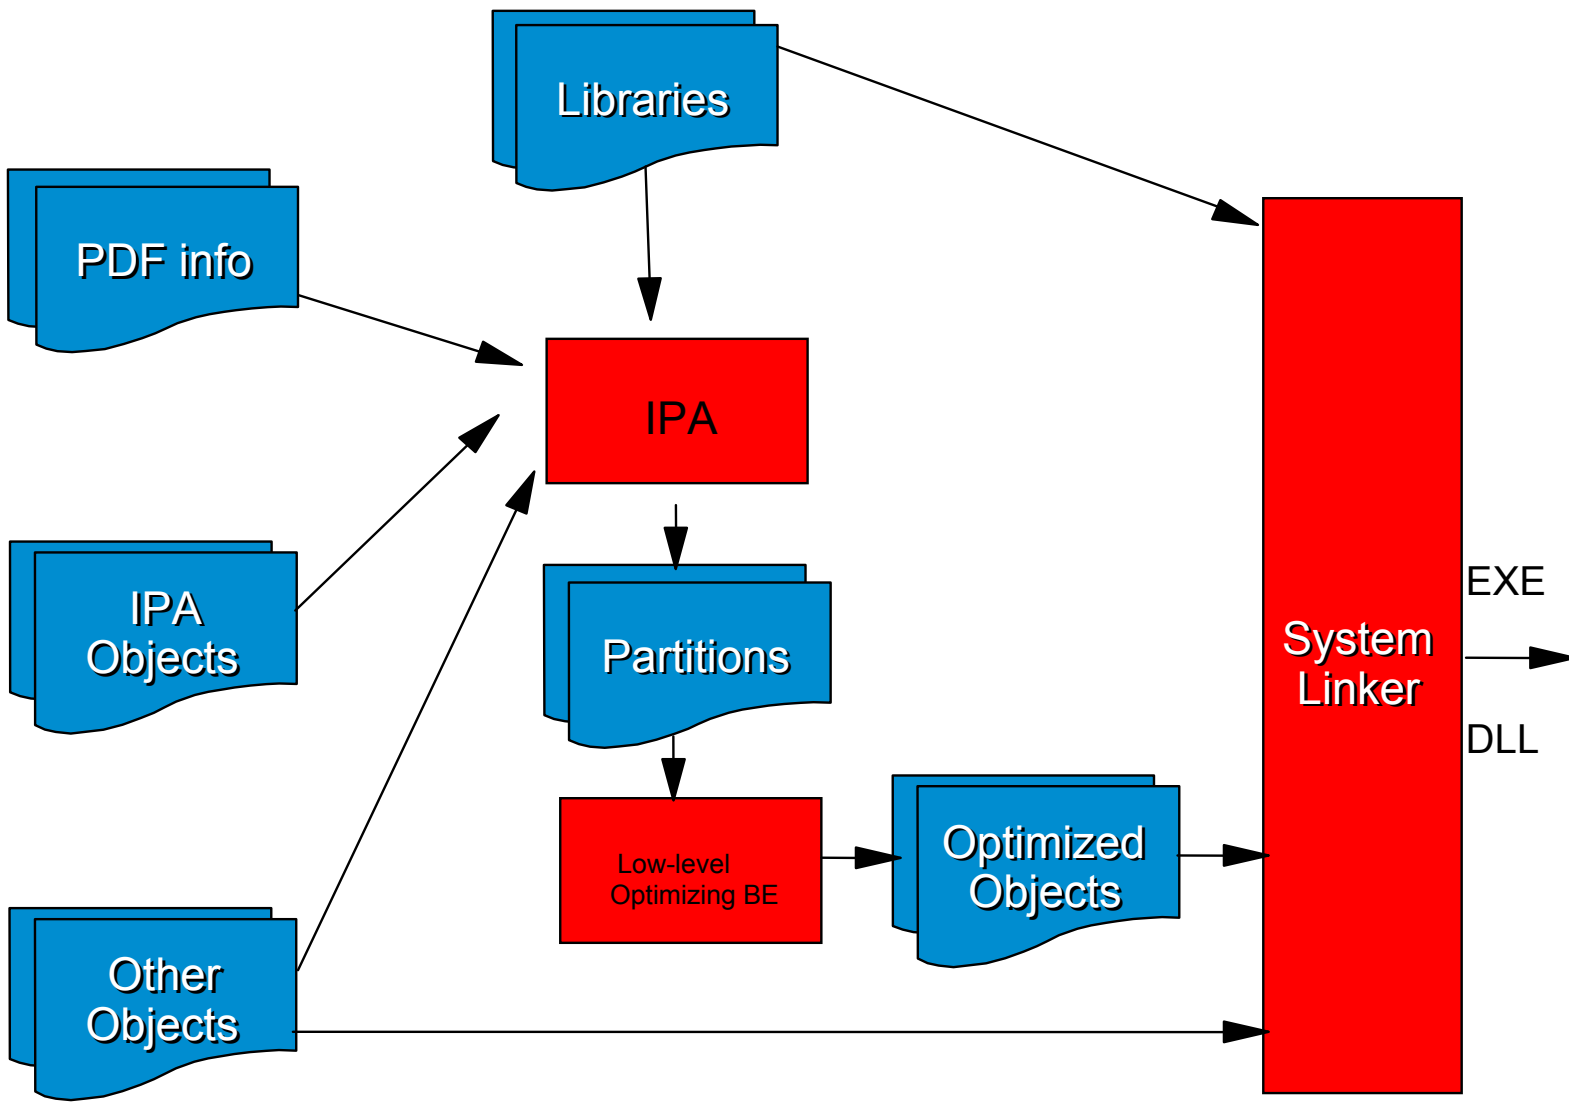 Libraries
PDF info
IPA
IPA
Objects
Partitions
EXE
System
Linker
DLL
Low-level
Optimizing BE
Optimized
Objects
Other
Objects